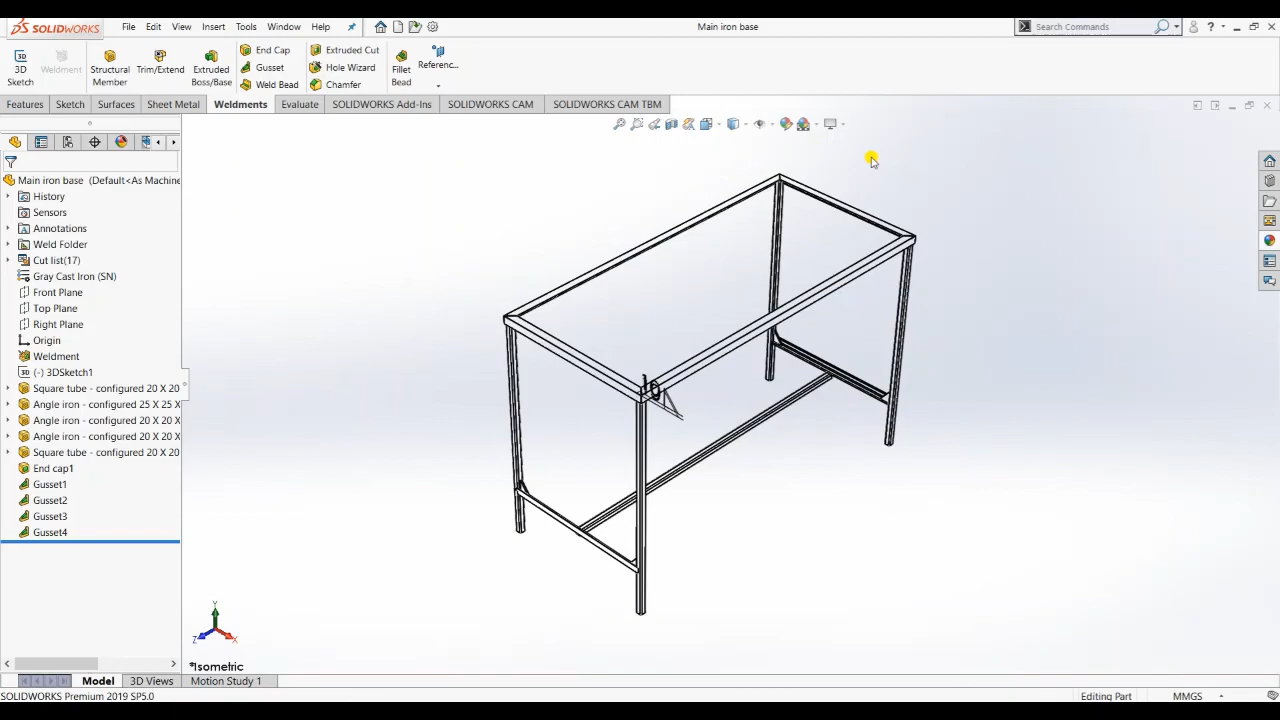 SOLIDWORKS File Edit View Insert Tools Window Help Main iron base Search Commands ?
3D Sketch Weldment Structural Member Trim/Extend Extruded Boss/Base End Cap Gusset Weld Bead Extruded Cut Hole Wizard Chamfer Fillet Bead Referenc...
Features Sketch Surfaces Sheet Metal Weldments Evaluate SOLIDWORKS Add-Ins SOLIDWORKS CAM SOLIDWORKS CAM TBM
Main iron base (Default<As Machine
History
Sensors
Annotations
Weld Folder
Cut list(17)
Gray Cast Iron (SN)
Front Plane
Top Plane
Right Plane
Origin
Weldment
3D (-) 3DSketch1
Square tube - configured 20 X 20
Angle iron - configured 25 X 25 X
Angle iron - configured 20 X 20 X
Angle iron - configured 20 X 20 X
Square tube - configured 20 X 20
End cap1
Gusset1
Gusset2
Gusset3
Gusset4
10
Y
Z X
*Isometric
Model 3D Views Motion Study 1
SOLIDWORKS Premium 2019 SP5.0 Editing Part MMGS